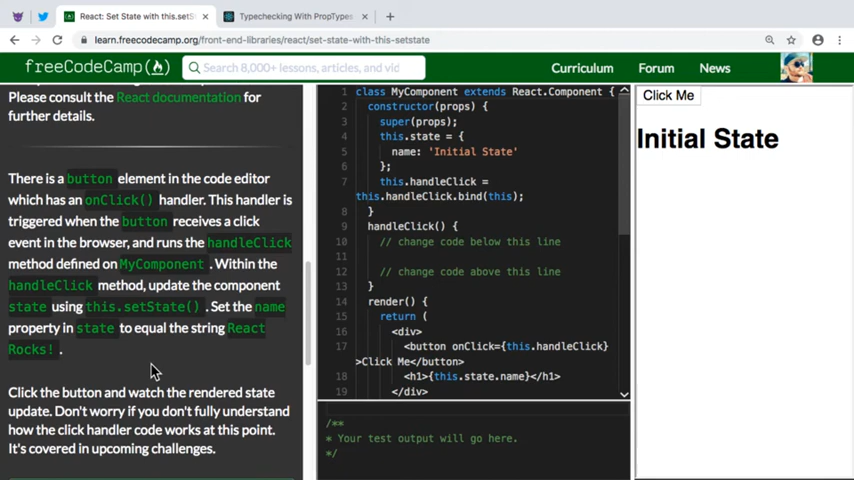 React: Set State with this.setSt
Typechecking With PropTypes
learn.freecodecamp.org/front-end-libraries/react/set-state-with-this-setstate
freeCodeCamp
Search 8,000+ lessons, articles, and vid
Curriculum
Forum
News
Please consult the React documentation for
further details.
There is a button element in the code editor
which has an onClick() handler. This handler is
triggered when the button receives a click
event in the browser, and runs the handleClick
method defined on MyComponent . Within the
handleClick method, update the component
state using this.setState() . Set the name
property in state to equal the string React
Rocks! .
Click the button and watch the rendered state
update. Don't worry if you don't fully understand
how the click handler code works at this point.
It's covered in upcoming challenges.
1 class MyComponent extends React.Component {
2 constructor(props) {
3 super(props);
4 this.state = {
5 name: 'Initial State'
6 };
7 this.handleClick =
this.handleClick.bind(this);
8 }
9 handleClick() {
10 // change code below this line
11
12 // change code above this line
13 }
14 render() {
15 return (
16 <div>
17 <button onClick={this.handleClick}
>Click Me</button>
18 <h1>{this.state.name}</h1>
19 </div>
/**
* Your test output will go here.
*/
Click Me
Initial State